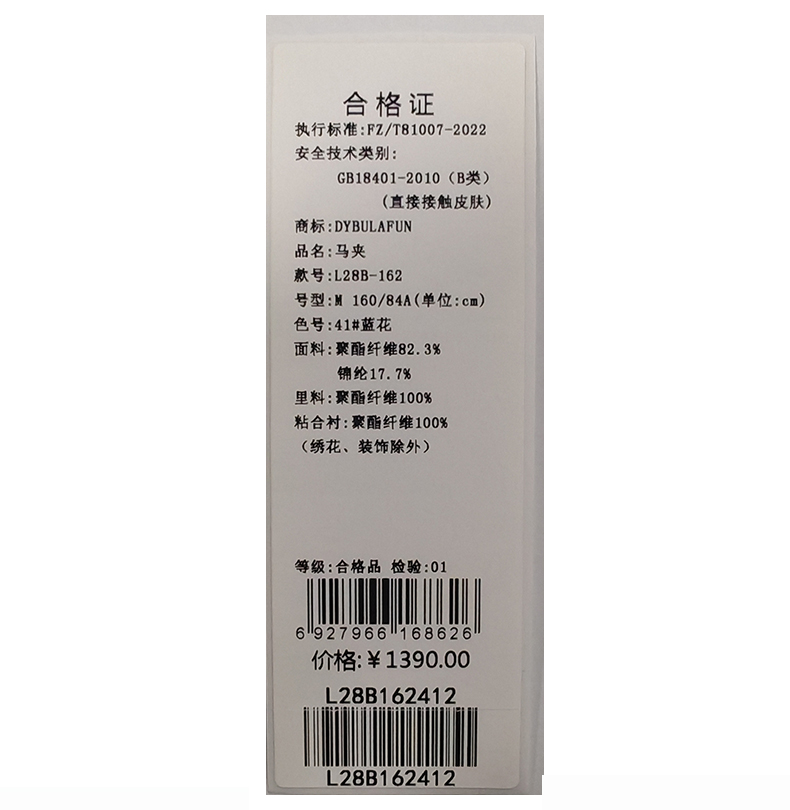 合格证
执行标准:FZ/T81007-2022
安全技术类别:
GB18401-2010（B类）
(直接接触皮肤)
商标:DYBULAFUN
品名:马夹
款号:L28B-162
号型:M 160/84A(单位:cm)
色号:41#蓝花
面料:聚酯纤维82.3%
锦纶17.7%
里料:聚酯纤维100%
粘合衬:聚酯纤维100%
（绣花、装饰除外）
等级:合格品 检验:01
6 927966 168626
价格:￥1390.00
L28B162412
L28B162412